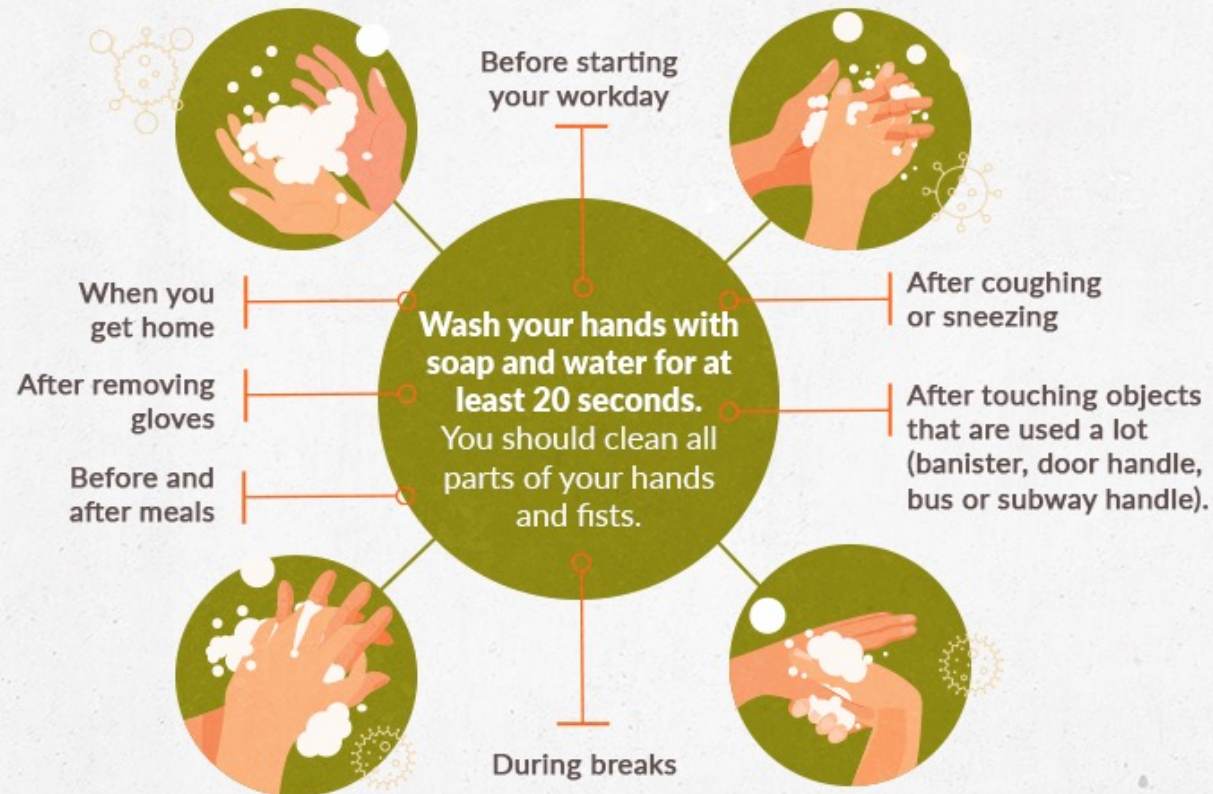 Before starting
your workday
When you
get home
After removing
gloves
Before and
after meals
Wash your hands with
soap and water for at
least 20 seconds.
You should clean all
parts of your hands
and fists.
After coughing
or sneezing
After touching objects
that are used a lot
(banister, door handle,
bus or subway handle).
During breaks